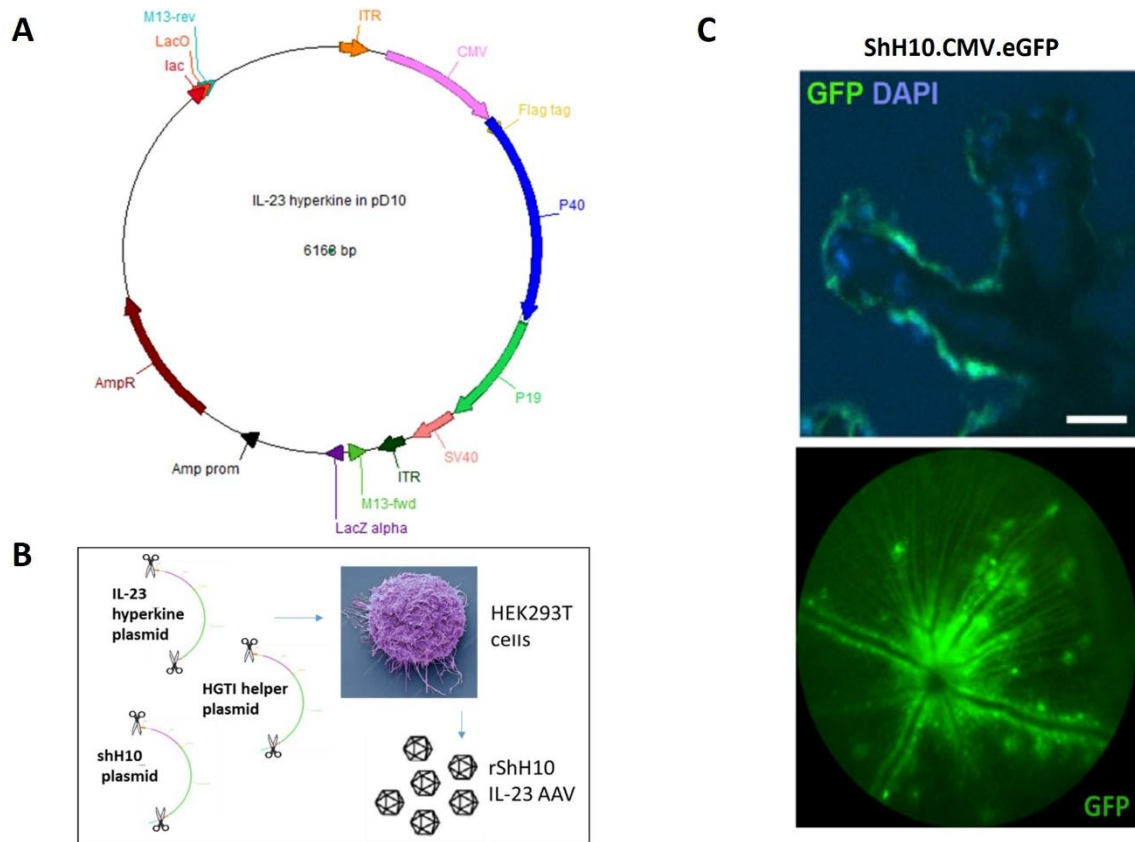 A
M13-rev
LacO
lac
ITR
CMV
Flag tag
IL-23 hyperkine in pD10
P40
6163 bp
AmpR
P19
Amp prom
SV40
ITR
M13-fwd
LacZ alpha
B
IL-23
hyperkine
plasmid
HGTI helper
plasmid
shH10
plasmid
HEK293T
cells
rShH10
IL-23 AAV
C
ShH10.CMV.eGFP
GFP DAPI
GFP